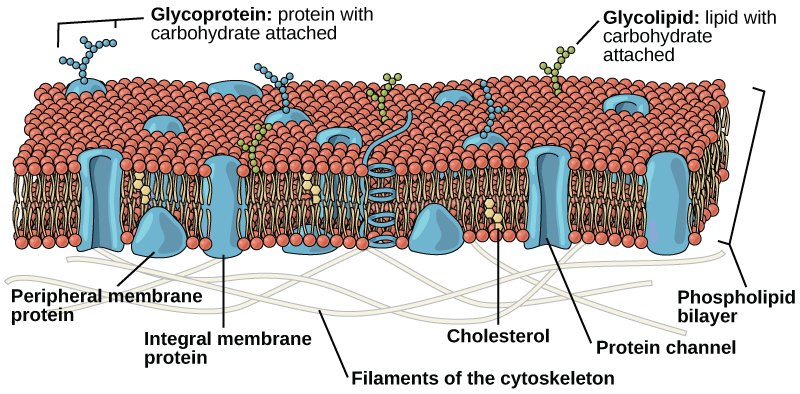 Glycoprotein: protein with
carbohydrate attached
Glycolipid: lipid with
carbohydrate
attached
Peripheral membrane
protein
Integral membrane
protein
Filaments of the cytoskeleton
Cholesterol
Protein channel
Phospholipid
bilayer